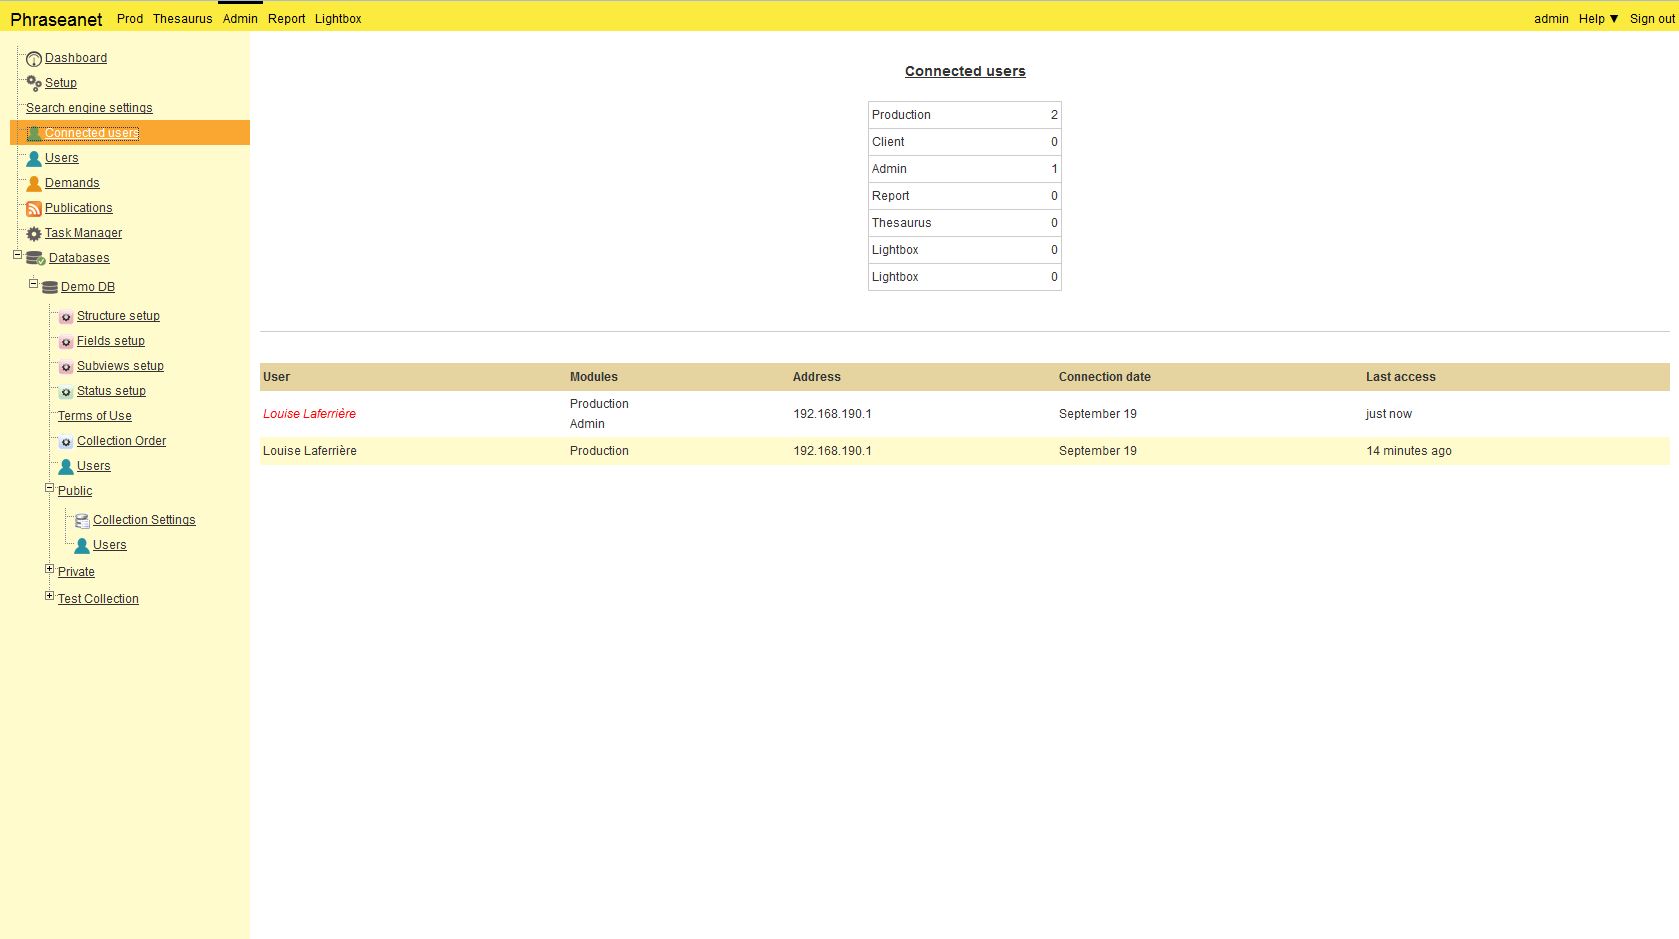 Phraseanet Prod Thesaurus Admin Report Lightbox admin Help ▼ Sign out
Dashboard
Setup
Search engine settings
Connected users
Users
Demands
Publications
Task Manager
Databases
Demo DB
Structure setup
Fields setup
Subviews setup
Status setup
Terms of Use
Collection Order
Users
Public
Collection Settings
Users
Private
Test Collection
Connected users
Production 2
Client 0
Admin 1
Report 0
Thesaurus 0
Lightbox 0
Lightbox 0
User Modules Address Connection date Last access
Louise Laferrière Production Admin 192.168.190.1 September 19 just now
Louise Laferrière Production 192.168.190.1 September 19 14 minutes ago